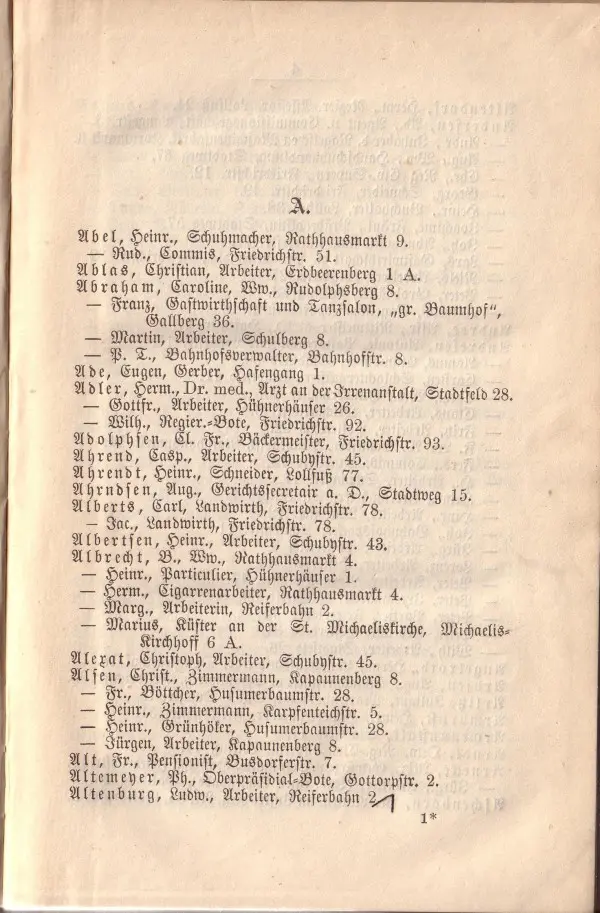 A.
Abel, Heinr., Schuhmacher, Rathhausmarkt 9.
— Rud., Commis, Friedrichstr. 51.
Ablas, Christian, Arbeiter, Erdbeerenberg 1 A.
Abraham, Caroline, Ww., Rudolphsberg 8.
— Franz, Gastwirthschaft und Tanzsalon, „gr. Baumhof“,
Gallberg 36.
— Martin, Arbeiter, Schulberg 8.
— P. T., Bahnhofsverwalter, Bahnhofstr. 8.
Ade, Eugen, Gerber, Hafengang 1.
Adler, Herm., Dr. med., Arzt an der Irrenanstalt, Stadtfeld 28.
— Gottfr., Arbeiter, Hühnerhäuser 26.
— Wilh., Regier.-Bote, Friedrichstr. 92.
Adolphsen, Cl. Fr., Bäckermeister, Friedrichstr. 93.
Ahrend, Casp., Arbeiter, Schubystr. 45.
Ahrendt, Heinr., Schneider, Lollfuß 77.
Ahrndsen, Aug., Gerichtssecretair a. D., Stadtweg 15.
Alberts, Carl, Landwirth, Friedrichstr. 78.
— Jac., Landwirth, Friedrichstr. 78.
Albertsen, Heinr., Arbeiter, Schubystr. 43.
Albrecht, B., Ww., Rathhausmarkt 4.
— Heinr., Particulier, Hühnerhäuser 1.
— Herm., Cigarrenarbeiter, Rathhausmarkt 4.
— Marg., Arbeiterin, Reiferbahn 2.
— Marius, Küster an der St. Michaeliskirche, Michaelis-
Kirchhoff 6 A.
Alexat, Christoph, Arbeiter, Schubystr. 45.
Alsen, Christ., Zimmermann, Kapaunenberg 8.
— Fr., Böttcher, Husumerbaumstr. 28.
— Heinr., Zimmermann, Karpfenteichstr. 5.
— Heinr., Grünhöker, Husumerbaumstr. 28.
— Jürgen, Arbeiter, Kapaunenberg 8.
Alt, Fr., Pensionist, Busdorferstr. 7.
Altemeyer, Ph., Oberpräsidial-Bote, Gottorpstr. 2.
Altenburg, Ludw., Arbeiter, Reiferbahn 2
1*